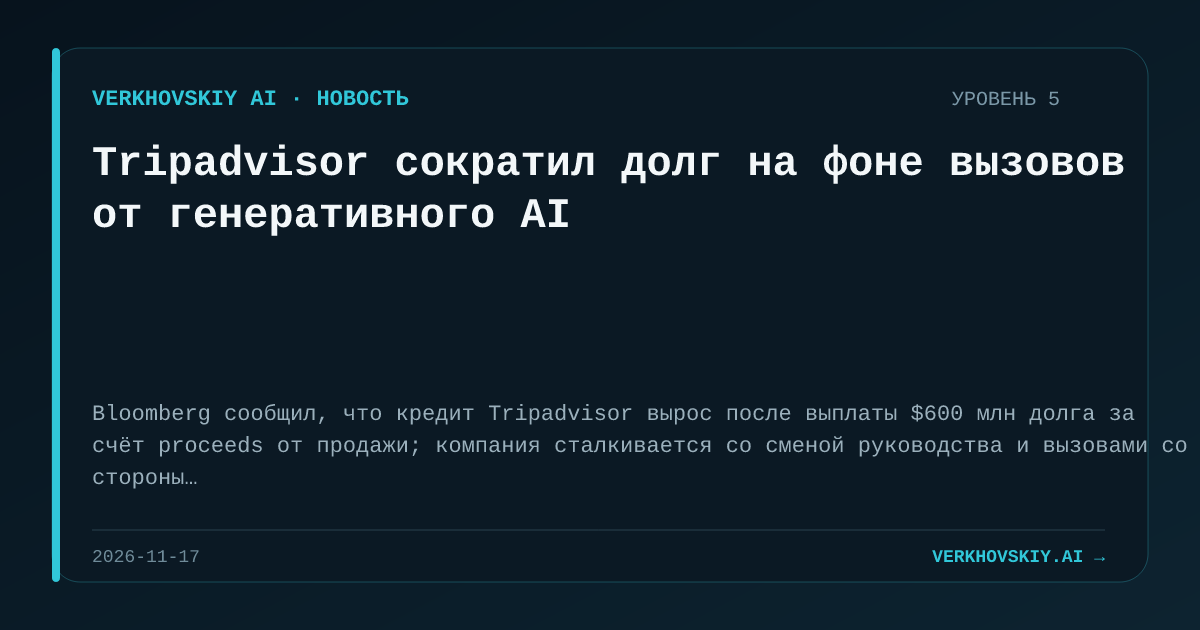 VERKHOVSKIY AI · НОВОСТЬ
УРОВЕНЬ 5
Tripadvisor сократил долг на фоне вызовов
от генеративного AI
Bloomberg сообщил, что кредит Tripadvisor вырос после выплаты $600 млн долга за
счёт proceeds от продажи; компания сталкивается со сменой руководства и вызовами со
стороны…
2026-11-17
VERKHOVSKIY.AI →